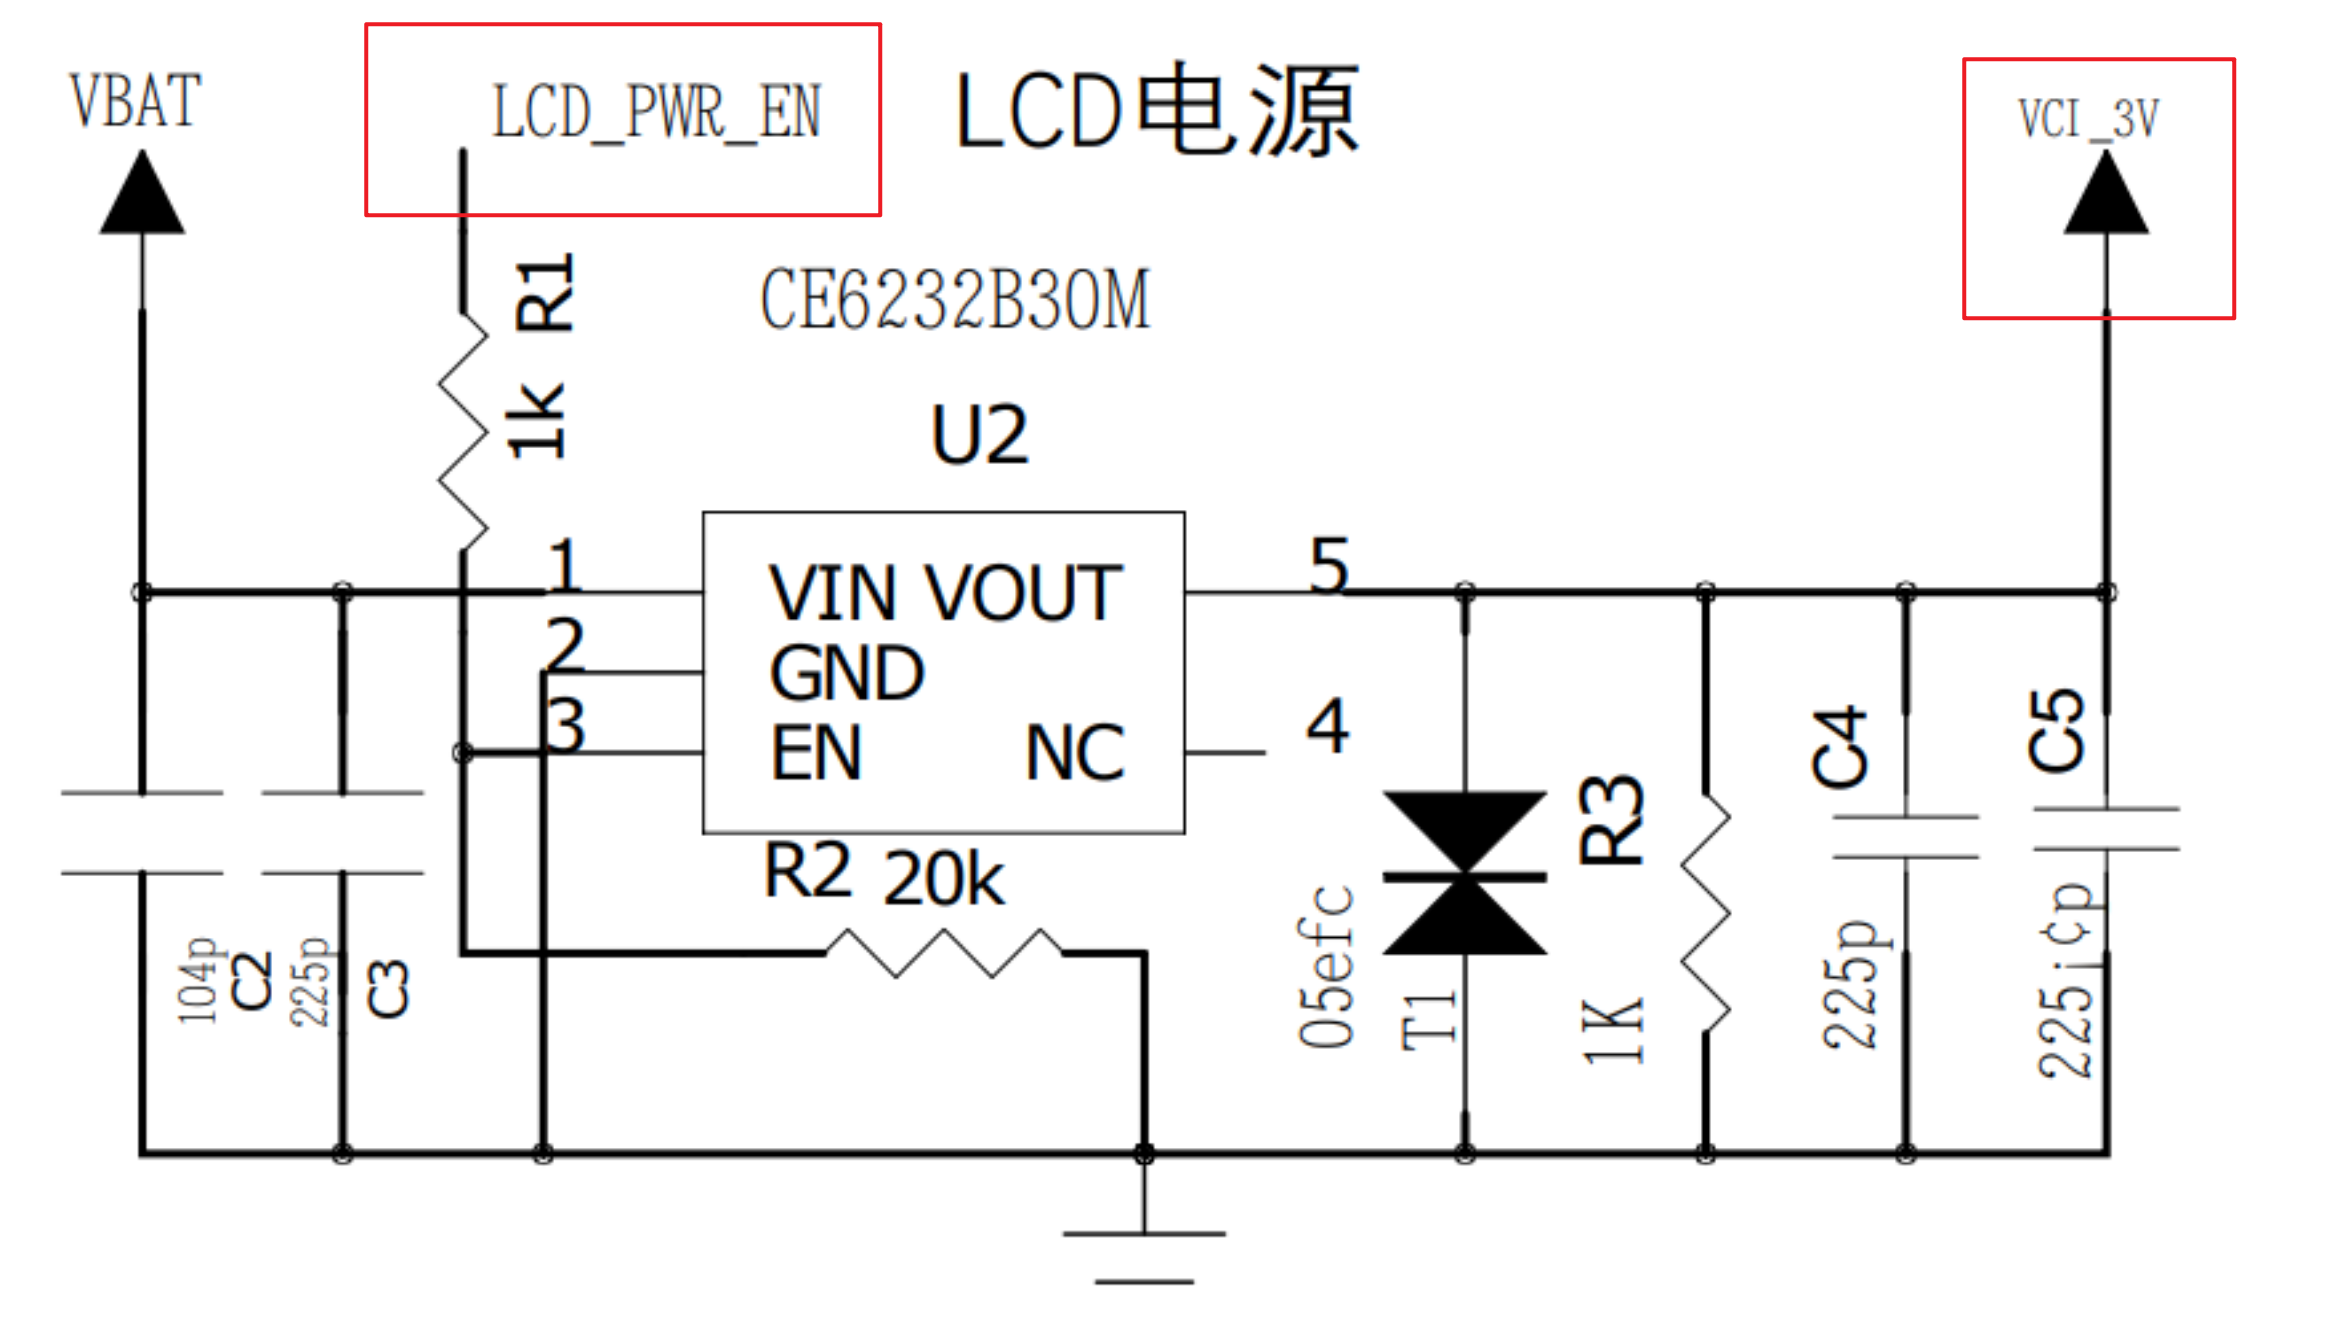 VBAT
LCD_PWR_EN
LCD电源
VCI_3V
R1
1k
CE6232B30M
U2
1
VIN VOUT
5
2
GND
3
EN
NC
4
R2 20k
104p
C2
225p
C3
05efc
T1
R3
1K
C4
225p
C5
225¡¢p